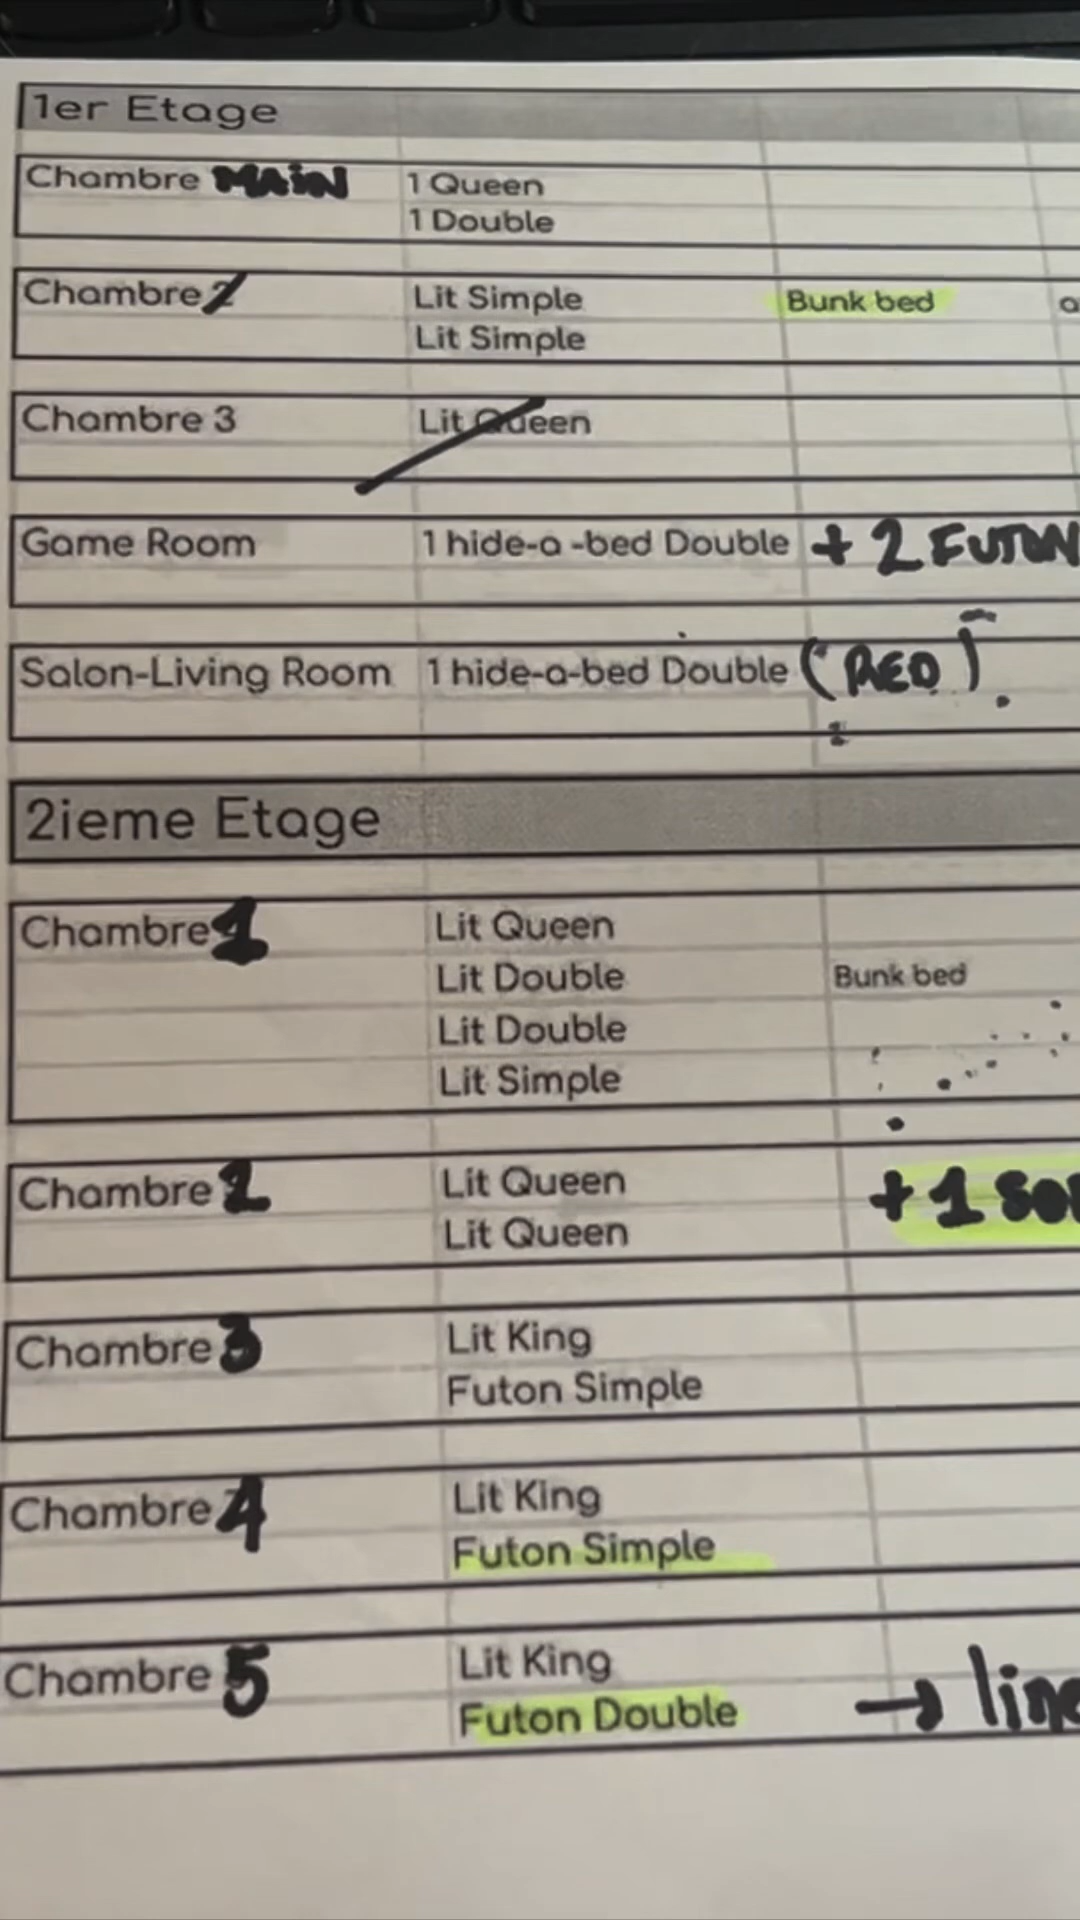 1er Etage
Chambre MAIN 1 Queen
1 Double
Chambre 2 Lit Simple Bunk bed a
Lit Simple
Chambre 3 Lit Queen
Game Room 1 hide-a -bed Double + 2 FUTON
Salon-Living Room 1 hide-a-bed Double (RED)
2ieme Etage
Chambre 1 Lit Queen
Lit Double Bunk bed
Lit Double
Lit Simple
Chambre 2 Lit Queen + 1
Lit Queen
Chambre 3 Lit King
Futon Simple
Chambre 4 Lit King
Futon Simple
Chambre 5 Lit King
Futon Double →